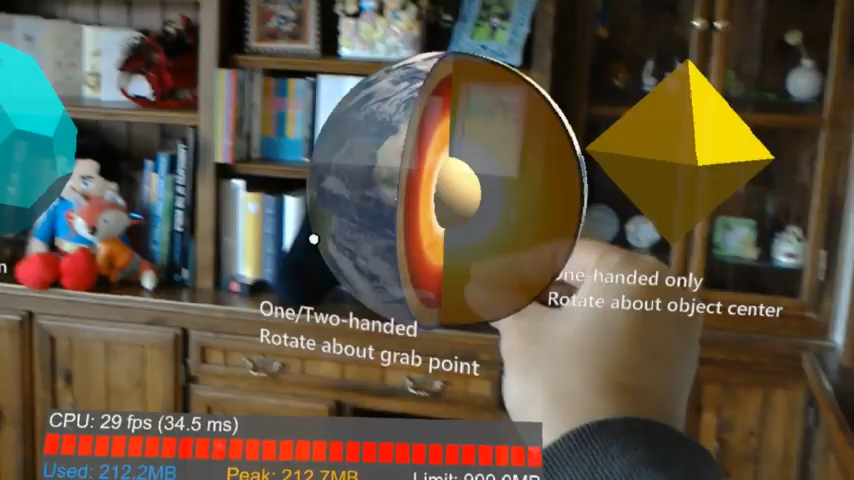 One/Two-handed
Rotate about grab point
One-handed only
Rotate about object center
CPU: 29 fps (34.5 ms)
Used: 212.2MB Peak: 212.7MB Limit: 900.0MB